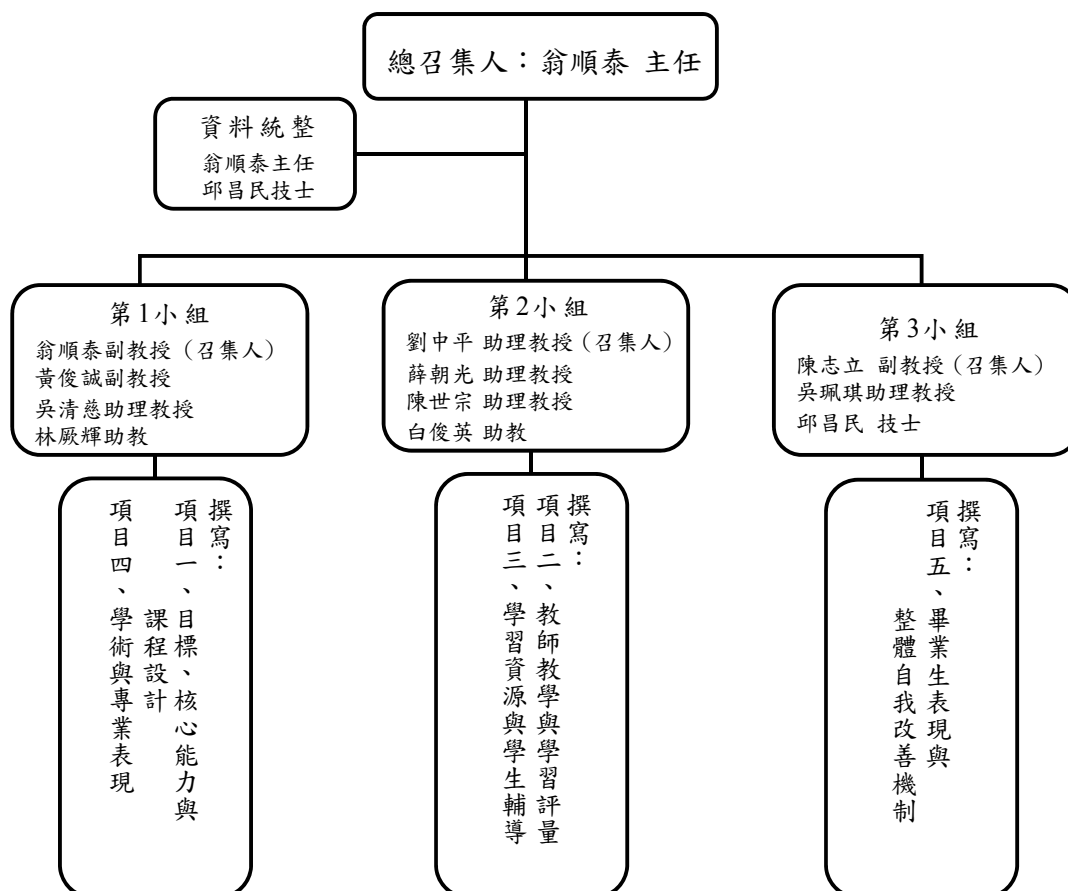 總召集人：翁順泰 主任
資料統整
翁順泰主任
邱昌民技士
第1小組
翁順泰副教授（召集人）
黃俊誠副教授
吳清慈助理教授
林厥輝助教
第2小組
劉中平 助理教授（召集人）
薛朝光 助理教授
陳世宗 助理教授
白俊英 助教
第3小組
陳志立 副教授（召集人）
吳珮琪助理教授
邱昌民 技士
撰寫：
項目一、目標、核心能力與
課程設計
項目四、學術與專業表現
撰寫：
項目二、教師教學與學習評量
項目三、學習資源與學生輔導
撰寫：
項目五、畢業生表現與
整體自我改善機制